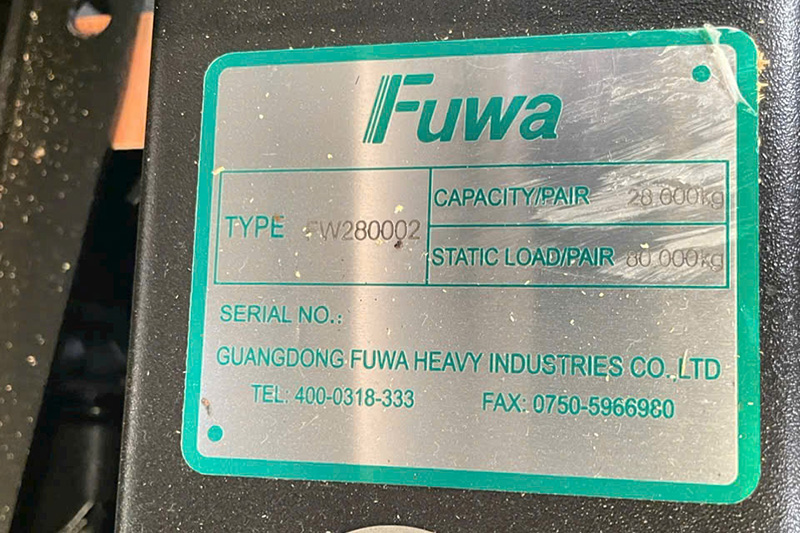 Fuwa
TYPE FW280002
CAPACITY/PAIR 28.600kg
STATIC LOAD/PAIR 80.000kg
SERIAL NO.:
GUANGDONG FUWA HEAVY INDUSTRIES CO.,LTD
TEL: 400-0318-333 FAX: 0750-5966980